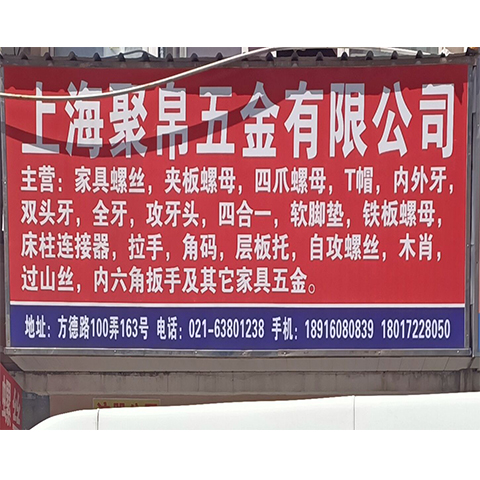 上海聚帛五金有限公司
主营：家具螺丝，夹板螺母，四爪螺母，T帽，内外牙，
双头牙，全牙，攻牙头，四合一，软脚垫，铁板螺母，
床柱连接器，拉手，角码，层板托，自攻螺丝，木肖，
过山丝，内六角扳手及其它家具五金。
地址：方德路100弄163号 电话：021-63801238 手机：18916080839 18017228050
螺丝